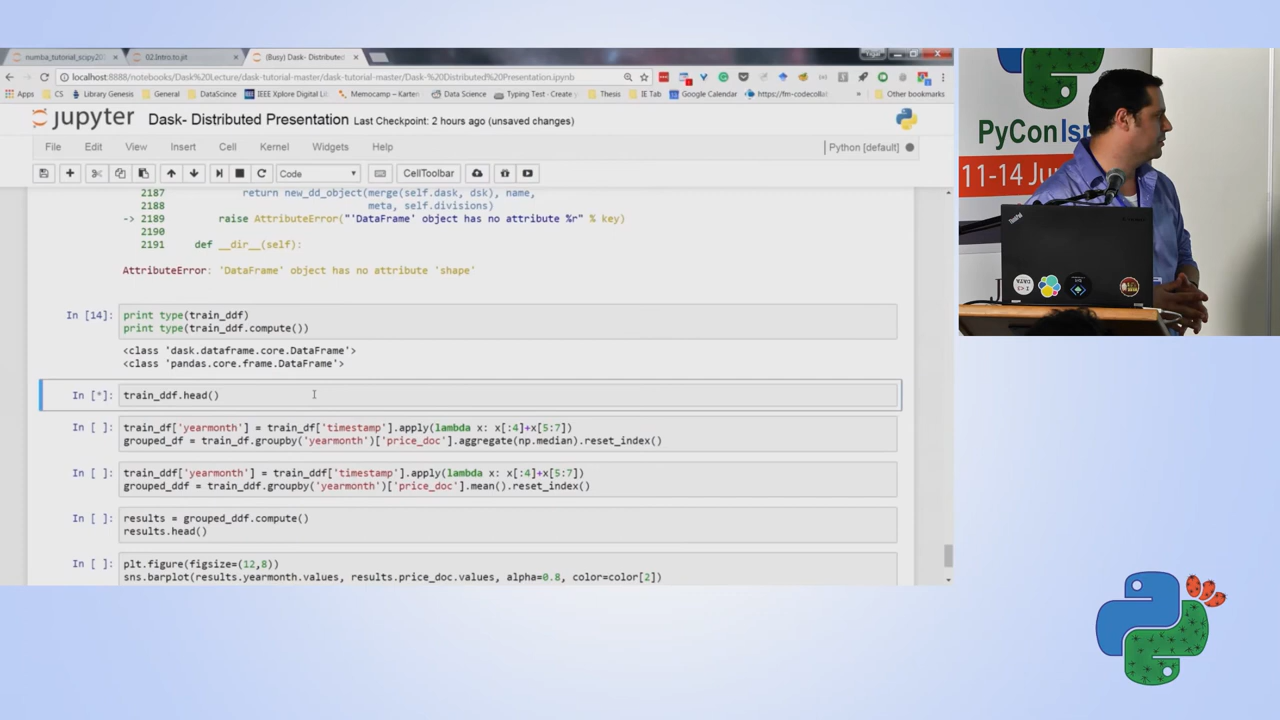 numba_tutorial_scipy201
02.Intro.to.jit
(Busy) Dask- Distributed
localhost:8888/notebooks/Dask%20Lecture/dask-tutorial-master/dask-tutorial-master/Dask-%20Distributed%20Presentation.ipynb
Apps CS Library Genesis General DataScince IEEE Xplore Digital Li Memocamp – Karten Data Science Typing Test - Create Thesis IE Tab Google Calendar https://fm-codecollab » Other bookmarks
jupyter Dask- Distributed Presentation Last Checkpoint: 2 hours ago (unsaved changes)
File Edit View Insert Cell Kernel Widgets Help Python [default]
Code CellToolbar
2187 return new_dd_object(merge(self.dask, dsk), name,
2188 meta, self.divisions)
-> 2189 raise AttributeError("'DataFrame' object has no attribute %r" % key)
2190
2191 def __dir__(self):
AttributeError: 'DataFrame' object has no attribute 'shape'
In [14]: print type(train_ddf)
print type(train_ddf.compute())
<class 'dask.dataframe.core.DataFrame'>
<class 'pandas.core.frame.DataFrame'>
In [*]: train_ddf.head()
In [ ]: train_df['yearmonth'] = train_df['timestamp'].apply(lambda x: x[:4]+x[5:7])
grouped_df = train_df.groupby('yearmonth')['price_doc'].aggregate(np.median).reset_index()
In [ ]: train_ddf['yearmonth'] = train_ddf['timestamp'].apply(lambda x: x[:4]+x[5:7])
grouped_ddf = train_ddf.groupby('yearmonth')['price_doc'].mean().reset_index()
In [ ]: results = grouped_ddf.compute()
results.head()
In [ ]: plt.figure(figsize=(12,8))
sns.barplot(results.yearmonth.values, results.price_doc.values, alpha=0.8, color=color[2])
PyConIsr
11-14 Ju
ThinkPad
I DATA